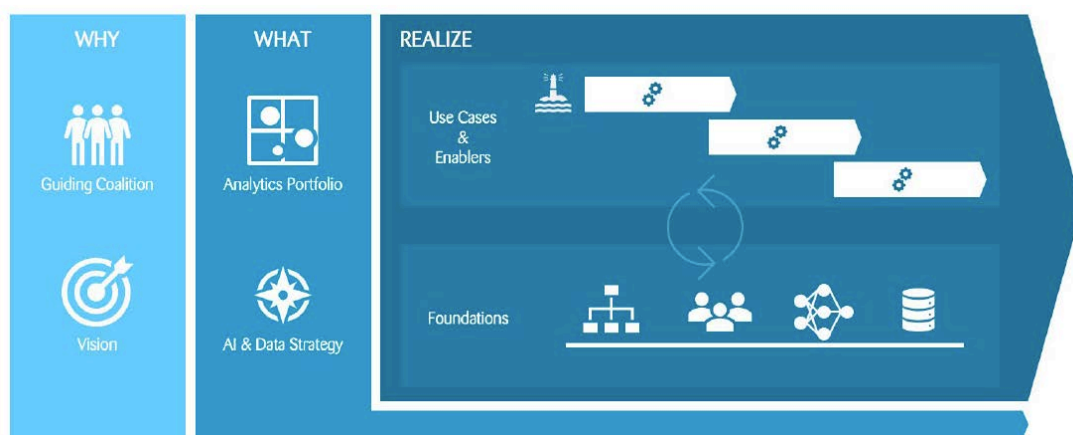 WHY
Guiding Coalition
Vision
WHAT
Analytics Portfolio
AI & Data Strategy
REALIZE
Use Cases
&
Enablers
Foundations